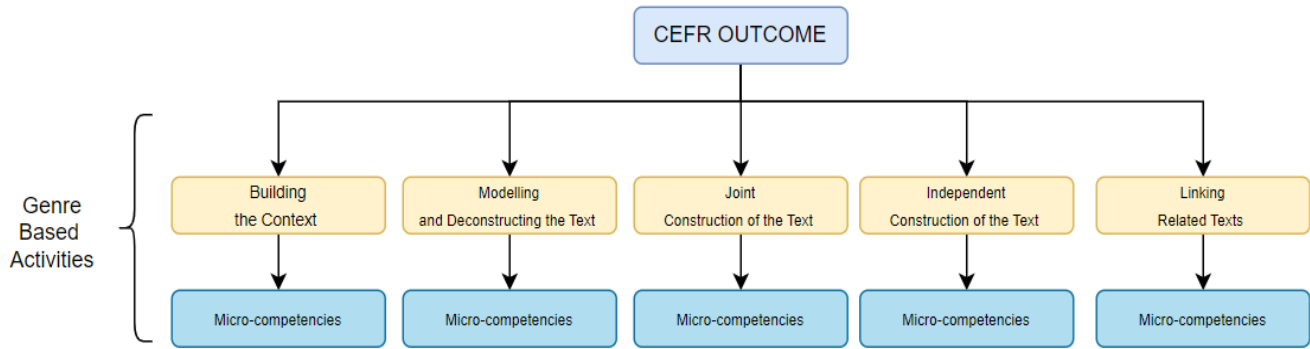 CEFR OUTCOME
Genre
Based
Activities
Building
the Context
Modelling
and Deconstructing the Text
Joint
Construction of the Text
Independent
Construction of the Text
Linking
Related Texts
Micro-competencies
Micro-competencies
Micro-competencies
Micro-competencies
Micro-competencies